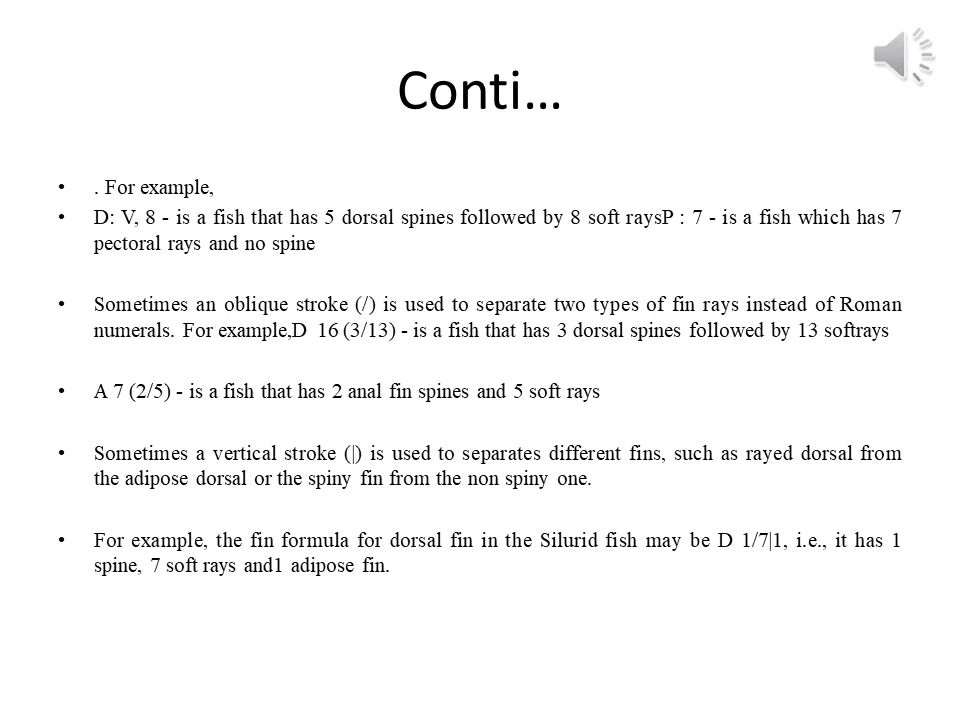 Conti…
• . For example,
• D: V, 8 - is a fish that has 5 dorsal spines followed by 8 soft raysP : 7 - is a fish which has 7
pectoral rays and no spine
• Sometimes an oblique stroke (/) is used to separate two types of fin rays instead of Roman
numerals. For example,D 16 (3/13) - is a fish that has 3 dorsal spines followed by 13 softrays
• A 7 (2/5) - is a fish that has 2 anal fin spines and 5 soft rays
• Sometimes a vertical stroke (|) is used to separates different fins, such as rayed dorsal from
the adipose dorsal or the spiny fin from the non spiny one.
• For example, the fin formula for dorsal fin in the Silurid fish may be D 1/7|1, i.e., it has 1
spine, 7 soft rays and1 adipose fin.